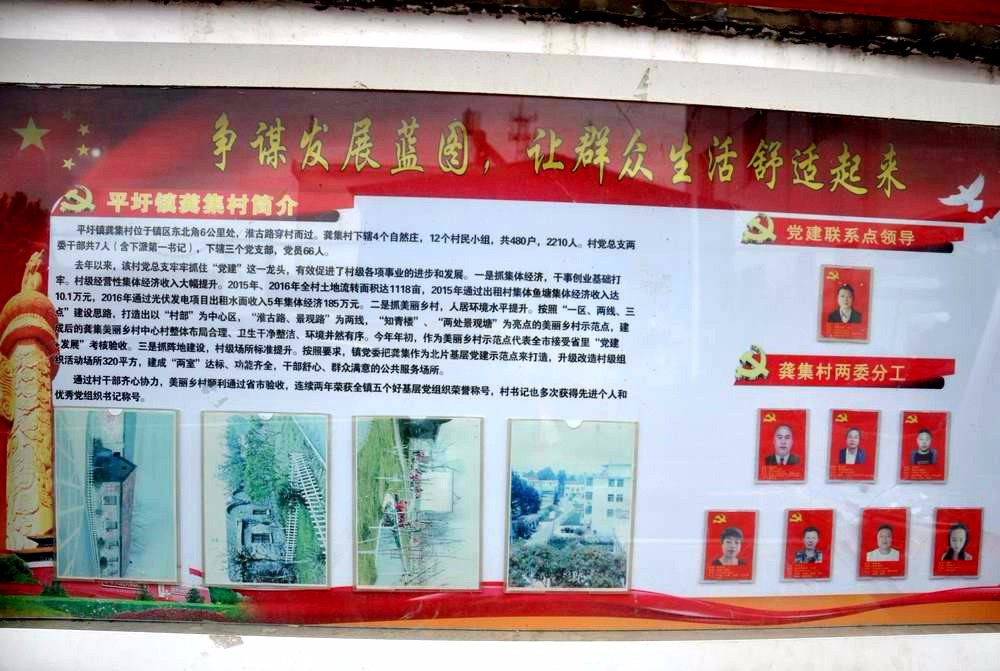 争谋发展蓝图，让群众生活舒适起来
平圩镇龚集村简介
平圩镇龚集村位于镇区东北角6公里处，淮古路穿村而过。龚集村下辖4个自然庄，12个村民小组，共480户，2210人。村党总支两
委干部共7人（含下派第一书记），下辖三个党支部，党员66人。
去年以来，该村党总支牢牢抓住“党建”这一龙头，有效促进了村级各项事业的进步和发展。一是抓集体经济，干事创业基础打
牢。村级经营性集体经济收入大幅提升。2015年、2016年全村土地流转面积达1118亩，2015年通过出租村集体鱼塘集体经济收入达
10.1万元，2016年通过光伏发电项目出租水面收入5年集体经济185万元。二是抓美丽乡村，人居环境水平提升。按照“一区、两线、三
点”建设思路，打造出以“村部”为中心区，“淮古路、景观路”为两线，“知青楼”、“两处景观塘”为亮点的美丽乡村示范点，建
成后的龚集美丽乡村中心村整体布局合理、卫生干净整洁、环境井然有序。今年年初，作为美丽乡村示范点代表全市接受省里“党建
+发展”考核验收。三是抓阵地建设，村级场所标准提升。按照要求，镇党委把龚集作为北片基层党建示范点来打造，升级改造村级组
织活动场所320平方，建成“两室”达标、功能齐全，干部舒心、群众满意的公共服务场所。
通过村干部齐心协力，美丽乡村顺利通过省市验收，连续两年荣获全镇五个好基层党组织荣誉称号，村书记也多次获得先进个人和
优秀党组织书记称号。
党建联系点领导
龚集村两委分工